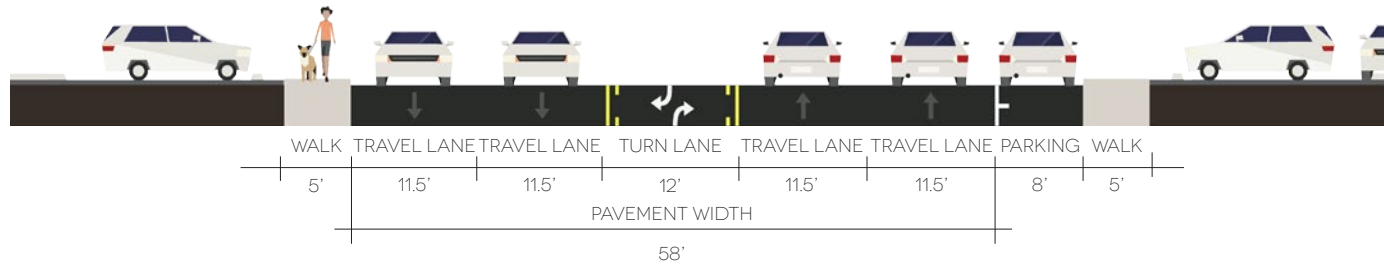 WALK TRAVEL LANE TRAVEL LANE TURN LANE TRAVEL LANE TRAVEL LANE PARKING WALK
5’ 11.5’ 11.5’ 12’ 11.5’ 11.5’ 8’ 5’
PAVEMENT WIDTH
58’